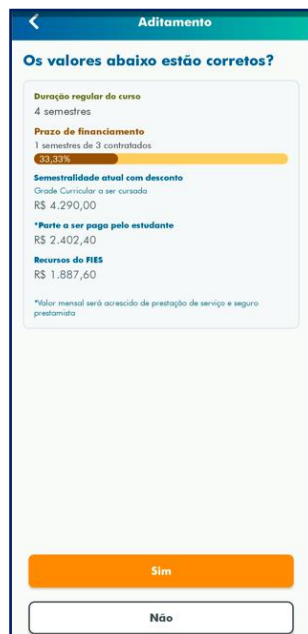 Aditamento
Os valores abaixo estão corretos?
Duração regular do curso
4 semestres
Prazo de financiamento
1 semestres de 3 contratados
33,33%
Semestralidade atual com desconto
Grade Curricular a ser cursada
R$ 4.290,00
*Parte a ser paga pelo estudante
R$ 2.402,40
Recursos do FIES
R$ 1.887,60
*Valor mensal será acrescido de prestação de serviço e seguro
prestamista
Sim
Não